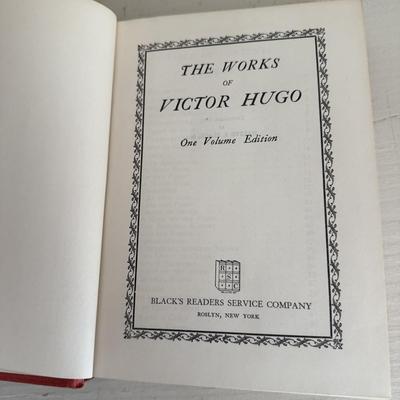 THE WORKS
OF
VICTOR HUGO
One Volume Edition
R
S
C
BLACK'S READERS SERVICE COMPANY
ROSLYN, NEW YORK